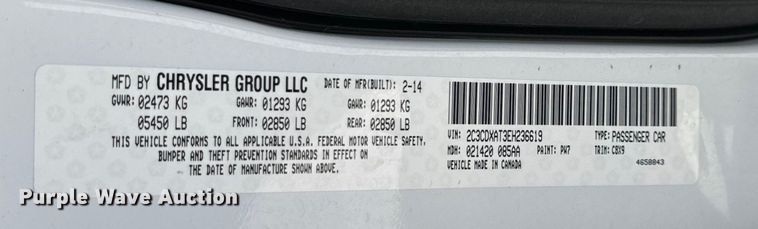 MFD BY CHRYSLER GROUP LLC DATE OF MFR(BUILT): 2-14
GVWR: 02473 KG GAWR: 01293 KG GAWR: 01293 KG
05450 LB FRONT: 02850 LB REAR: 02850 LB
THIS VEHICLE CONFORMS TO ALL APPLICABLE U.S.A. FEDERAL MOTOR VEHICLE SAFETY,
BUMPER AND THEFT PREVENTION STANDARDS IN EFFECT ON
THE DATE OF MANUFACTURE SHOWN ABOVE.
VIN: 2C3CDXAT3EH236619 TYPE: PASSENGER CAR
MDH: 021420 085AA PAINT: PW7 TRIM: CBX9
VEHICLE MADE IN CANADA 4658843
Purple Wave Auction